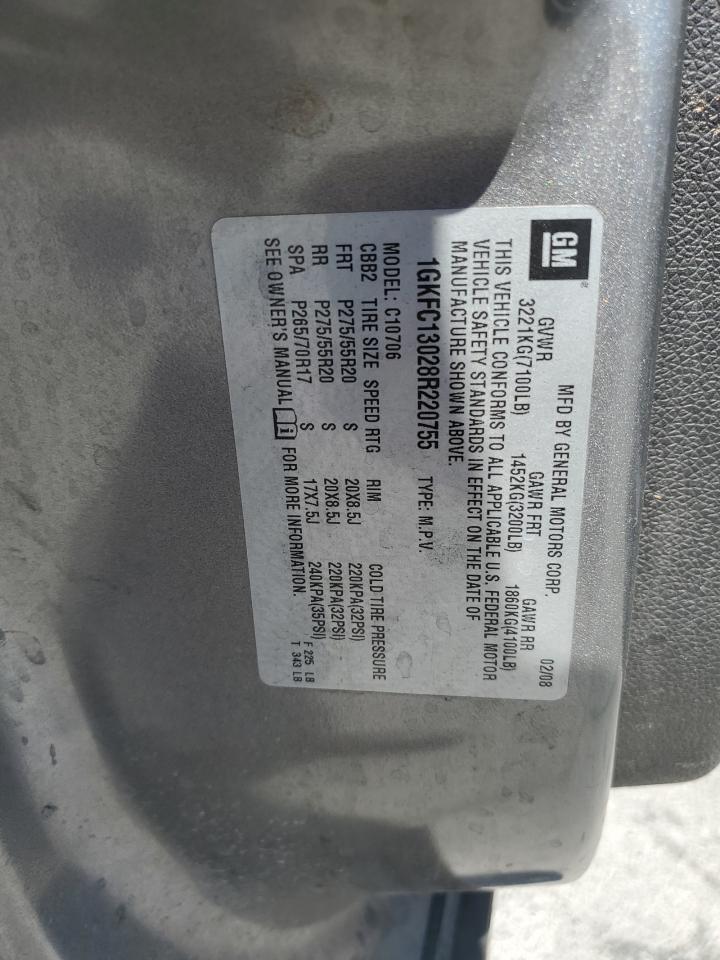 GM
®
MFD BY GENERAL MOTORS CORP. 02/08
GVWR GAWR FRT GAWR RR
3221KG(7100LB) 1452KG(3200LB) 1860KG(4100LB)
THIS VEHICLE CONFORMS TO ALL APPLICABLE U.S. FEDERAL MOTOR
VEHICLE SAFETY STANDARDS IN EFFECT ON THE DATE OF
MANUFACTURE SHOWN ABOVE.
1GKFC13028R220755 TYPE: M.P.V.
MODEL: C10706
CBB2 TIRE SIZE SPEED RTG RIM COLD TIRE PRESSURE
FRT P275/55R20 S 20X8.5J 220KPA(32PSI)
RR P275/55R20 S 20X8.5J 220KPA(32PSI)
SPA P265/70R17 S 17X7.5J 240KPA(35PSI)
SEE OWNER'S MANUAL i FOR MORE INFORMATION.
F 225 LB
T 343 LB